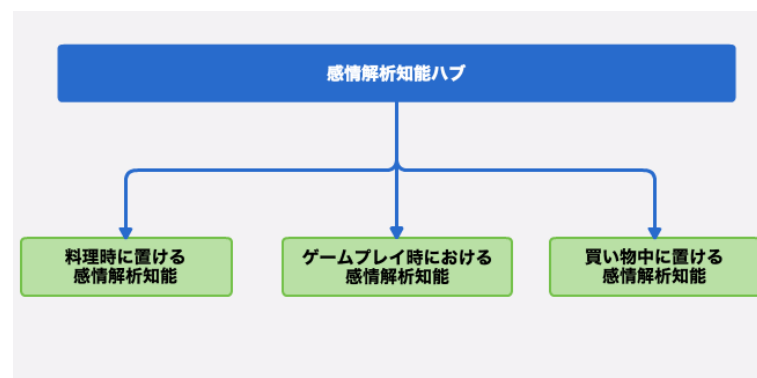 感情解析知能ハブ
料理時に置ける
感情解析知能
ゲームプレイ時における
感情解析知能
買い物中に置ける
感情解析知能